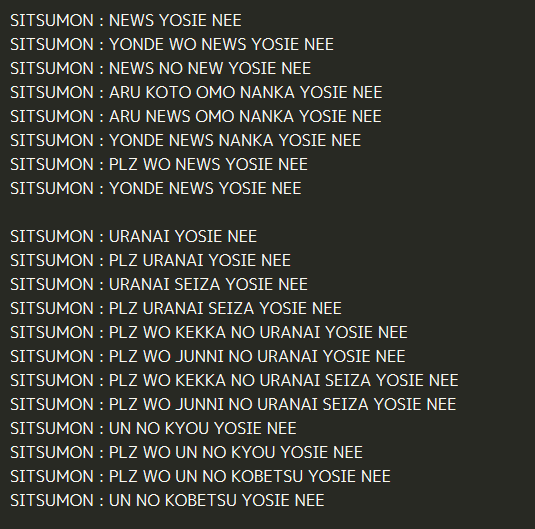 SITSUMON : NEWS YOSIE NEE
SITSUMON : YONDE WO NEWS YOSIE NEE
SITSUMON : NEWS NO NEW YOSIE NEE
SITSUMON : ARU KOTO OMO NANKA YOSIE NEE
SITSUMON : ARU NEWS OMO NANKA YOSIE NEE
SITSUMON : YONDE NEWS NANKA YOSIE NEE
SITSUMON : PLZ WO NEWS YOSIE NEE
SITSUMON : YONDE NEWS YOSIE NEE

SITSUMON : URANAI YOSIE NEE
SITSUMON : PLZ URANAI YOSIE NEE
SITSUMON : URANAI SEIZA YOSIE NEE
SITSUMON : PLZ URANAI SEIZA YOSIE NEE
SITSUMON : PLZ WO KEKKA NO URANAI YOSIE NEE
SITSUMON : PLZ WO JUNNI NO URANAI YOSIE NEE
SITSUMON : PLZ WO KEKKA NO URANAI SEIZA YOSIE NEE
SITSUMON : PLZ WO JUNNI NO URANAI SEIZA YOSIE NEE
SITSUMON : UN NO KYOU YOSIE NEE
SITSUMON : PLZ WO UN NO KYOU YOSIE NEE
SITSUMON : PLZ WO UN NO KOBETSU YOSIE NEE
SITSUMON : UN NO KOBETSU YOSIE NEE